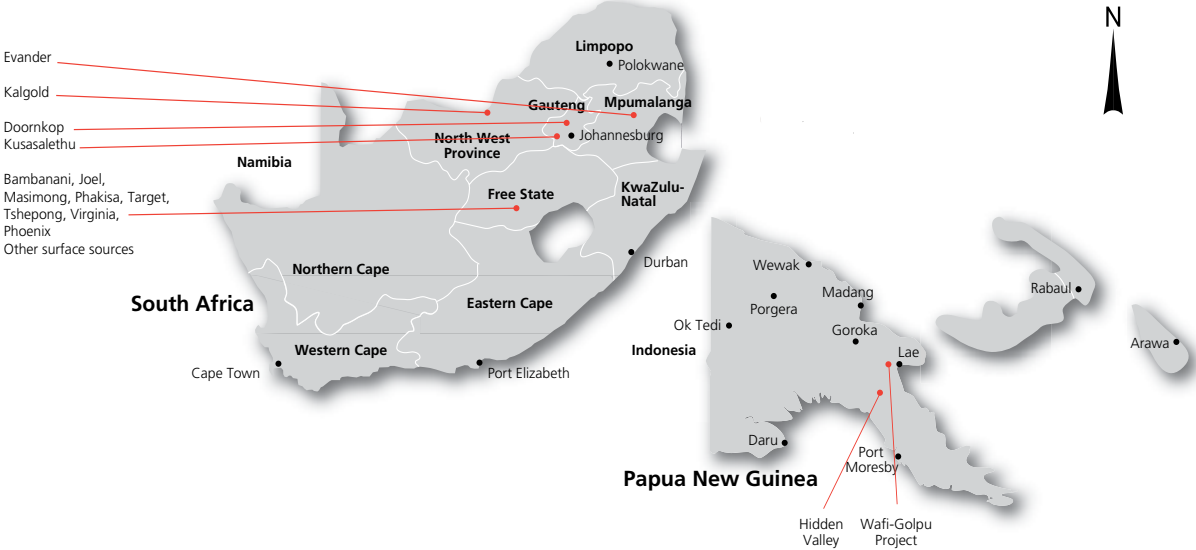 Evander
Kalgold
Doornkop
Kusasalethu
Bambanani, Joel,
Masimong, Phakisa, Target,
Tshepong, Virginia,
Phoenix
Other surface sources
Limpopo
Polokwane
Gauteng
Mpumalanga
Johannesburg
North West
Province
Namibia
Free State
KwaZulu-
Natal
Durban
Northern Cape
South Africa
Eastern Cape
Western Cape
Cape Town
Port Elizabeth
N
Wewak
Madang
Porgera
Rabaul
Ok Tedi
Goroka
Arawa
Indonesia
Lae
Daru
Port
Moresby
Papua New Guinea
Hidden
Valley
Wafi-Golpu
Project